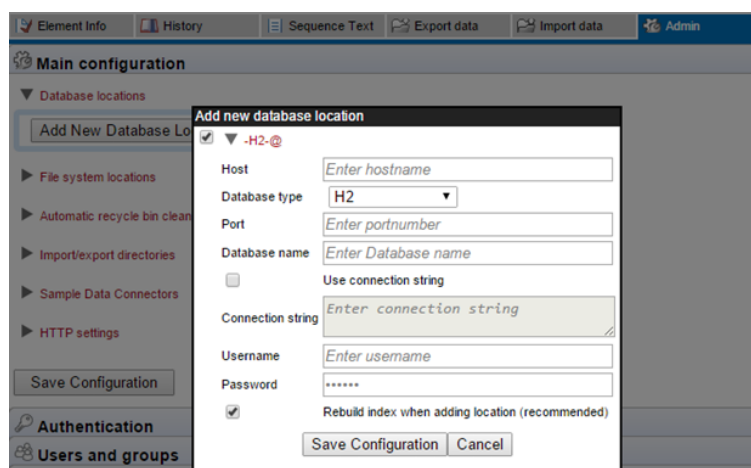 Element Info History Sequence Text Export data Import data Admin
Main configuration
Database locations
Add New Database Lo
File system locations
Automatic recycle bin clean
Import/export directories
Sample Data Connectors
HTTP settings
Save Configuration
Authentication
Users and groups
Add new database location
-H2-@
Host Enter hostname
Database type H2
Port Enter portnumber
Database name Enter Database name
Use connection string
Connection string Enter connection string
Username Enter username
Password ••••••
Rebuild index when adding location (recommended)
Save Configuration Cancel